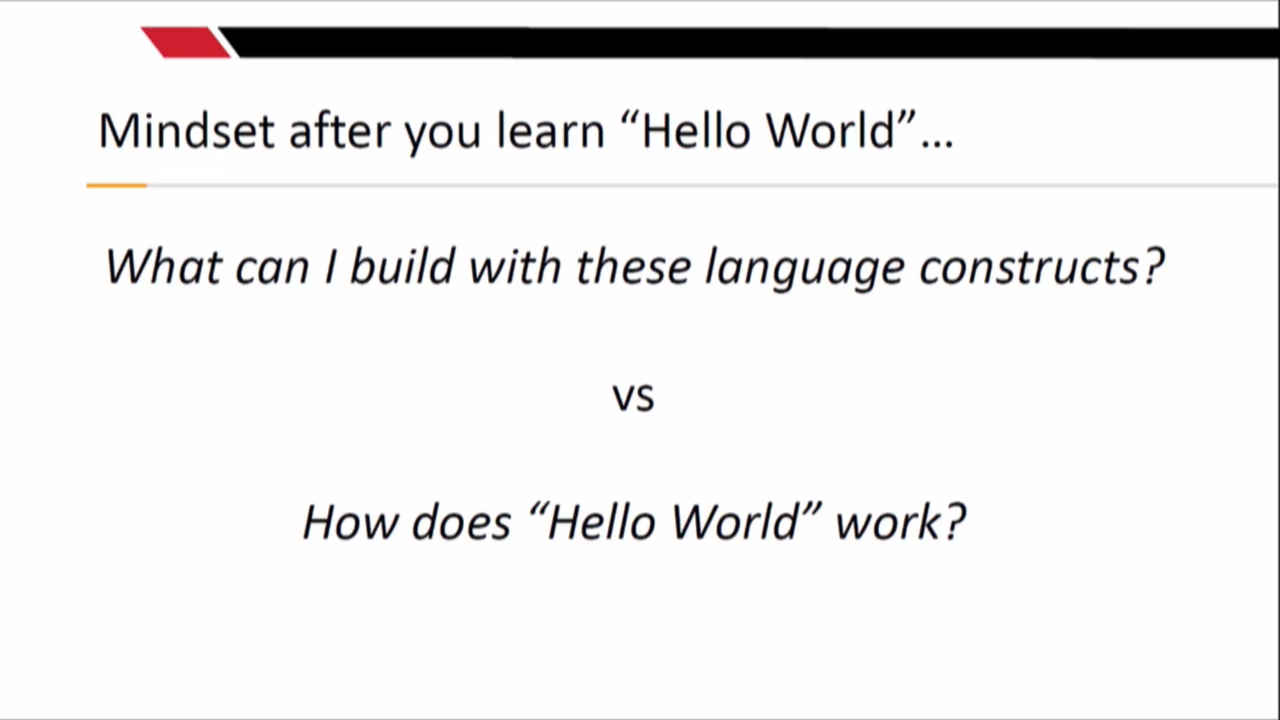 Mindset after you learn “Hello World”...
What can I build with these language constructs?
vs
How does “Hello World” work?